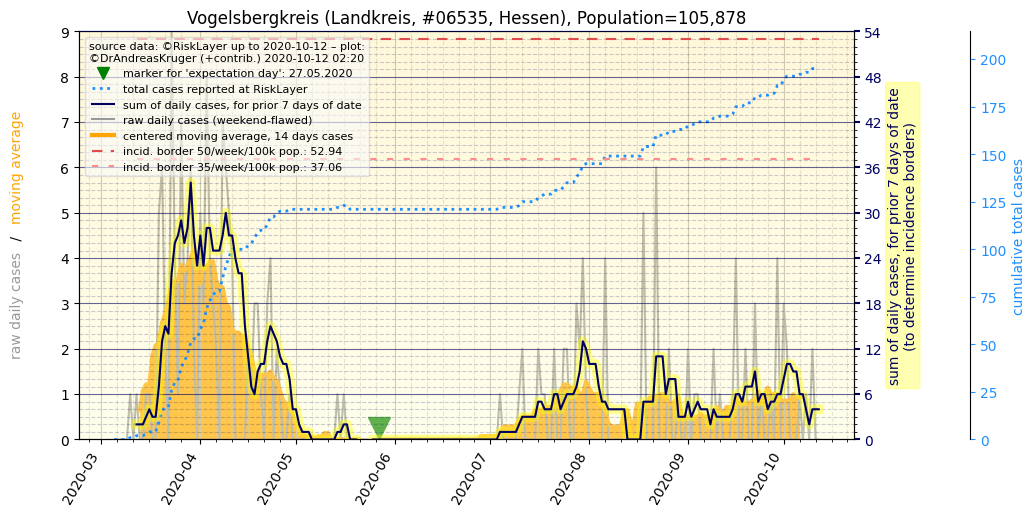 Vogelsbergkreis (Landkreis, #06535, Hessen), Population=105,878
source data: ©RiskLayer up to 2020-10-12 – plot:
©DrAndreasKruger (+contrib.) 2020-10-12 02:20
marker for 'expectation day': 27.05.2020
total cases reported at RiskLayer
sum of daily cases, for prior 7 days of date
raw daily cases (weekend-flawed)
centered moving average, 14 days cases
incid. border 50/week/100k pop.: 52.94
incid. border 35/week/100k pop.: 37.06
raw daily cases / moving average
9
8
7
6
5
4
3
2
1
0
2020-03
2020-04
2020-05
2020-06
2020-07
2020-08
2020-09
2020-10
54
48
42
36
30
24
18
12
6
0
sum of daily cases, for prior 7 days of date
(to determine incidence borders)
200
175
150
125
100
75
50
25
0
cumulative total cases